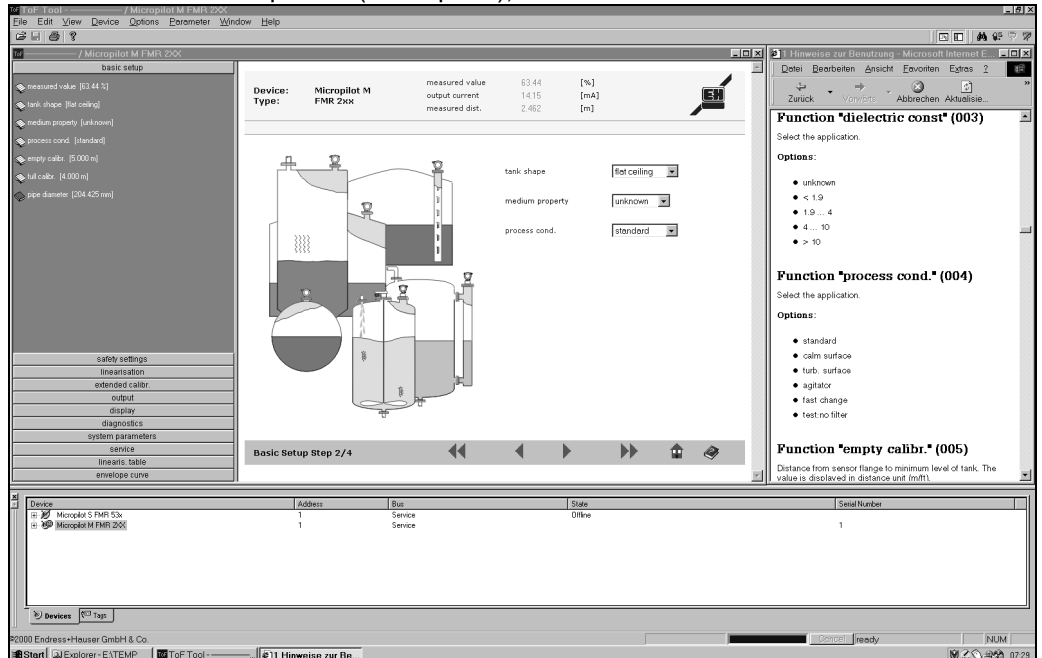 ToF Tool - ———— / Micropilot M FMR 2XX
File Edit View Device Options Parameter Window Help
ToF ———— / Micropilot M FMR 2XX
basic setup
measured value [63.44 %]
tank shape [flat ceiling]
medium property [unknown]
process cond. [standard]
empty calibr. [5.000 m]
full calibr. [4.000 m]
pipe diameter [204.425 mm]
safety settings
linearisation
extended calibr.
output
display
diagnostics
system parameters
service
linearis. table
envelope curve
Device: Micropilot M
Type: FMR 2xx
measured value 63.44 [%]
output current 14.15 [mA]
measured dist. 2.462 [m]
EH
tank shape flat ceiling
medium property unknown
process cond. standard
Basic Setup Step 2/4
1 Hinweise zur Benutzung - Microsoft Internet E...
Datei Bearbeiten Ansicht Favoriten Extras ?
Zurück Vorwärts Abbrechen Aktualisie...
Function "dielectric const" (003)
Select the application.
Options:
unknown
< 1.9
1.9 ... 4
4 ... 10
> 10
Function "process cond." (004)
Select the application.
Options:
standard
calm surface
turb. surface
agitator
fast change
test:no filter
Function "empty calibr." (005)
Distance from sensor flange to minimum level of tank. The
value is displayed in distance unit (m/ft).
Device Address Bus State Serial Number
Micropilot S FMR 53x 1 Service Offline
Micropilot M FMR 2XX 1 Service 1
Devices Tags
©2000 Endress+Hauser GmbH & Co.
Cancel ready NUM
Start Explorer - E:\TEMP ToF Tool - ———— ... 1 Hinweise zur Be... 07:29